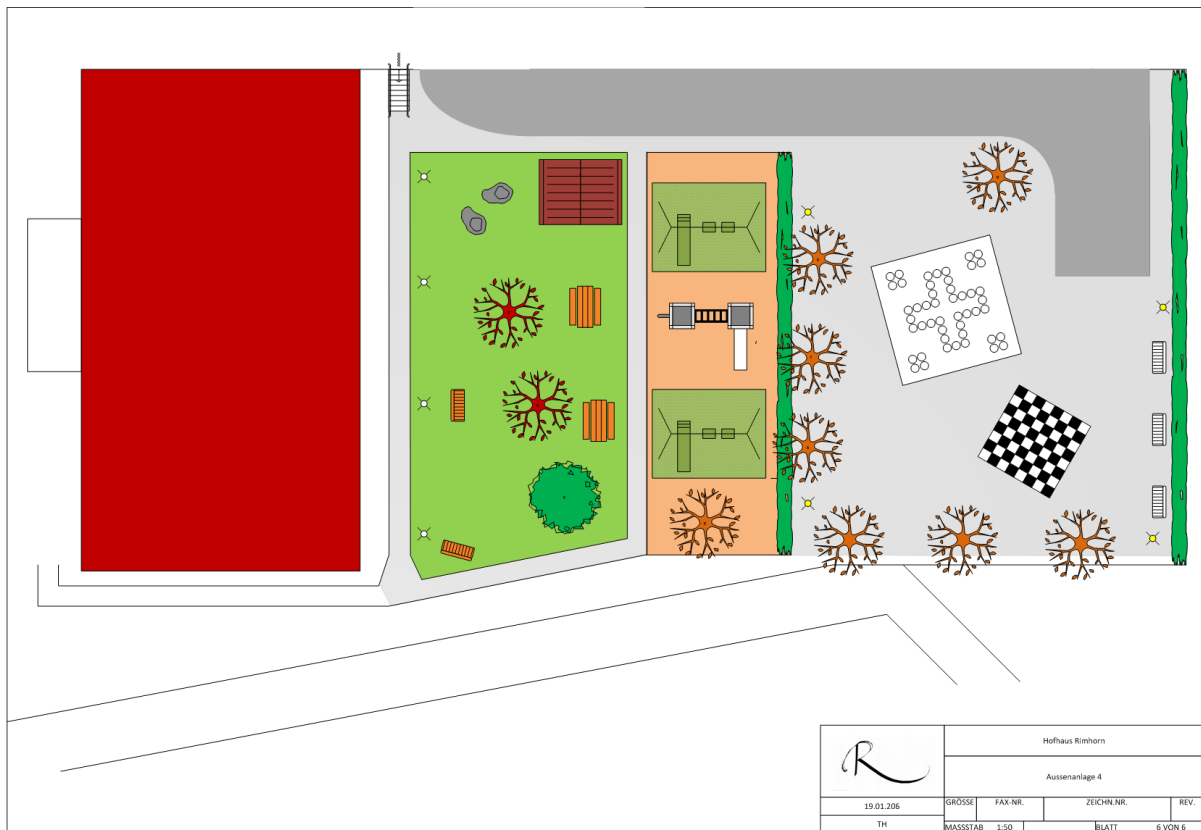 Hofhaus Rimhorn
R
Aussenanlage 4
19.01.206
GRÖSSE FAX-NR. ZEICHN.NR. REV.
TH
MASSSTAB 1:50 BLATT 6 VON 6